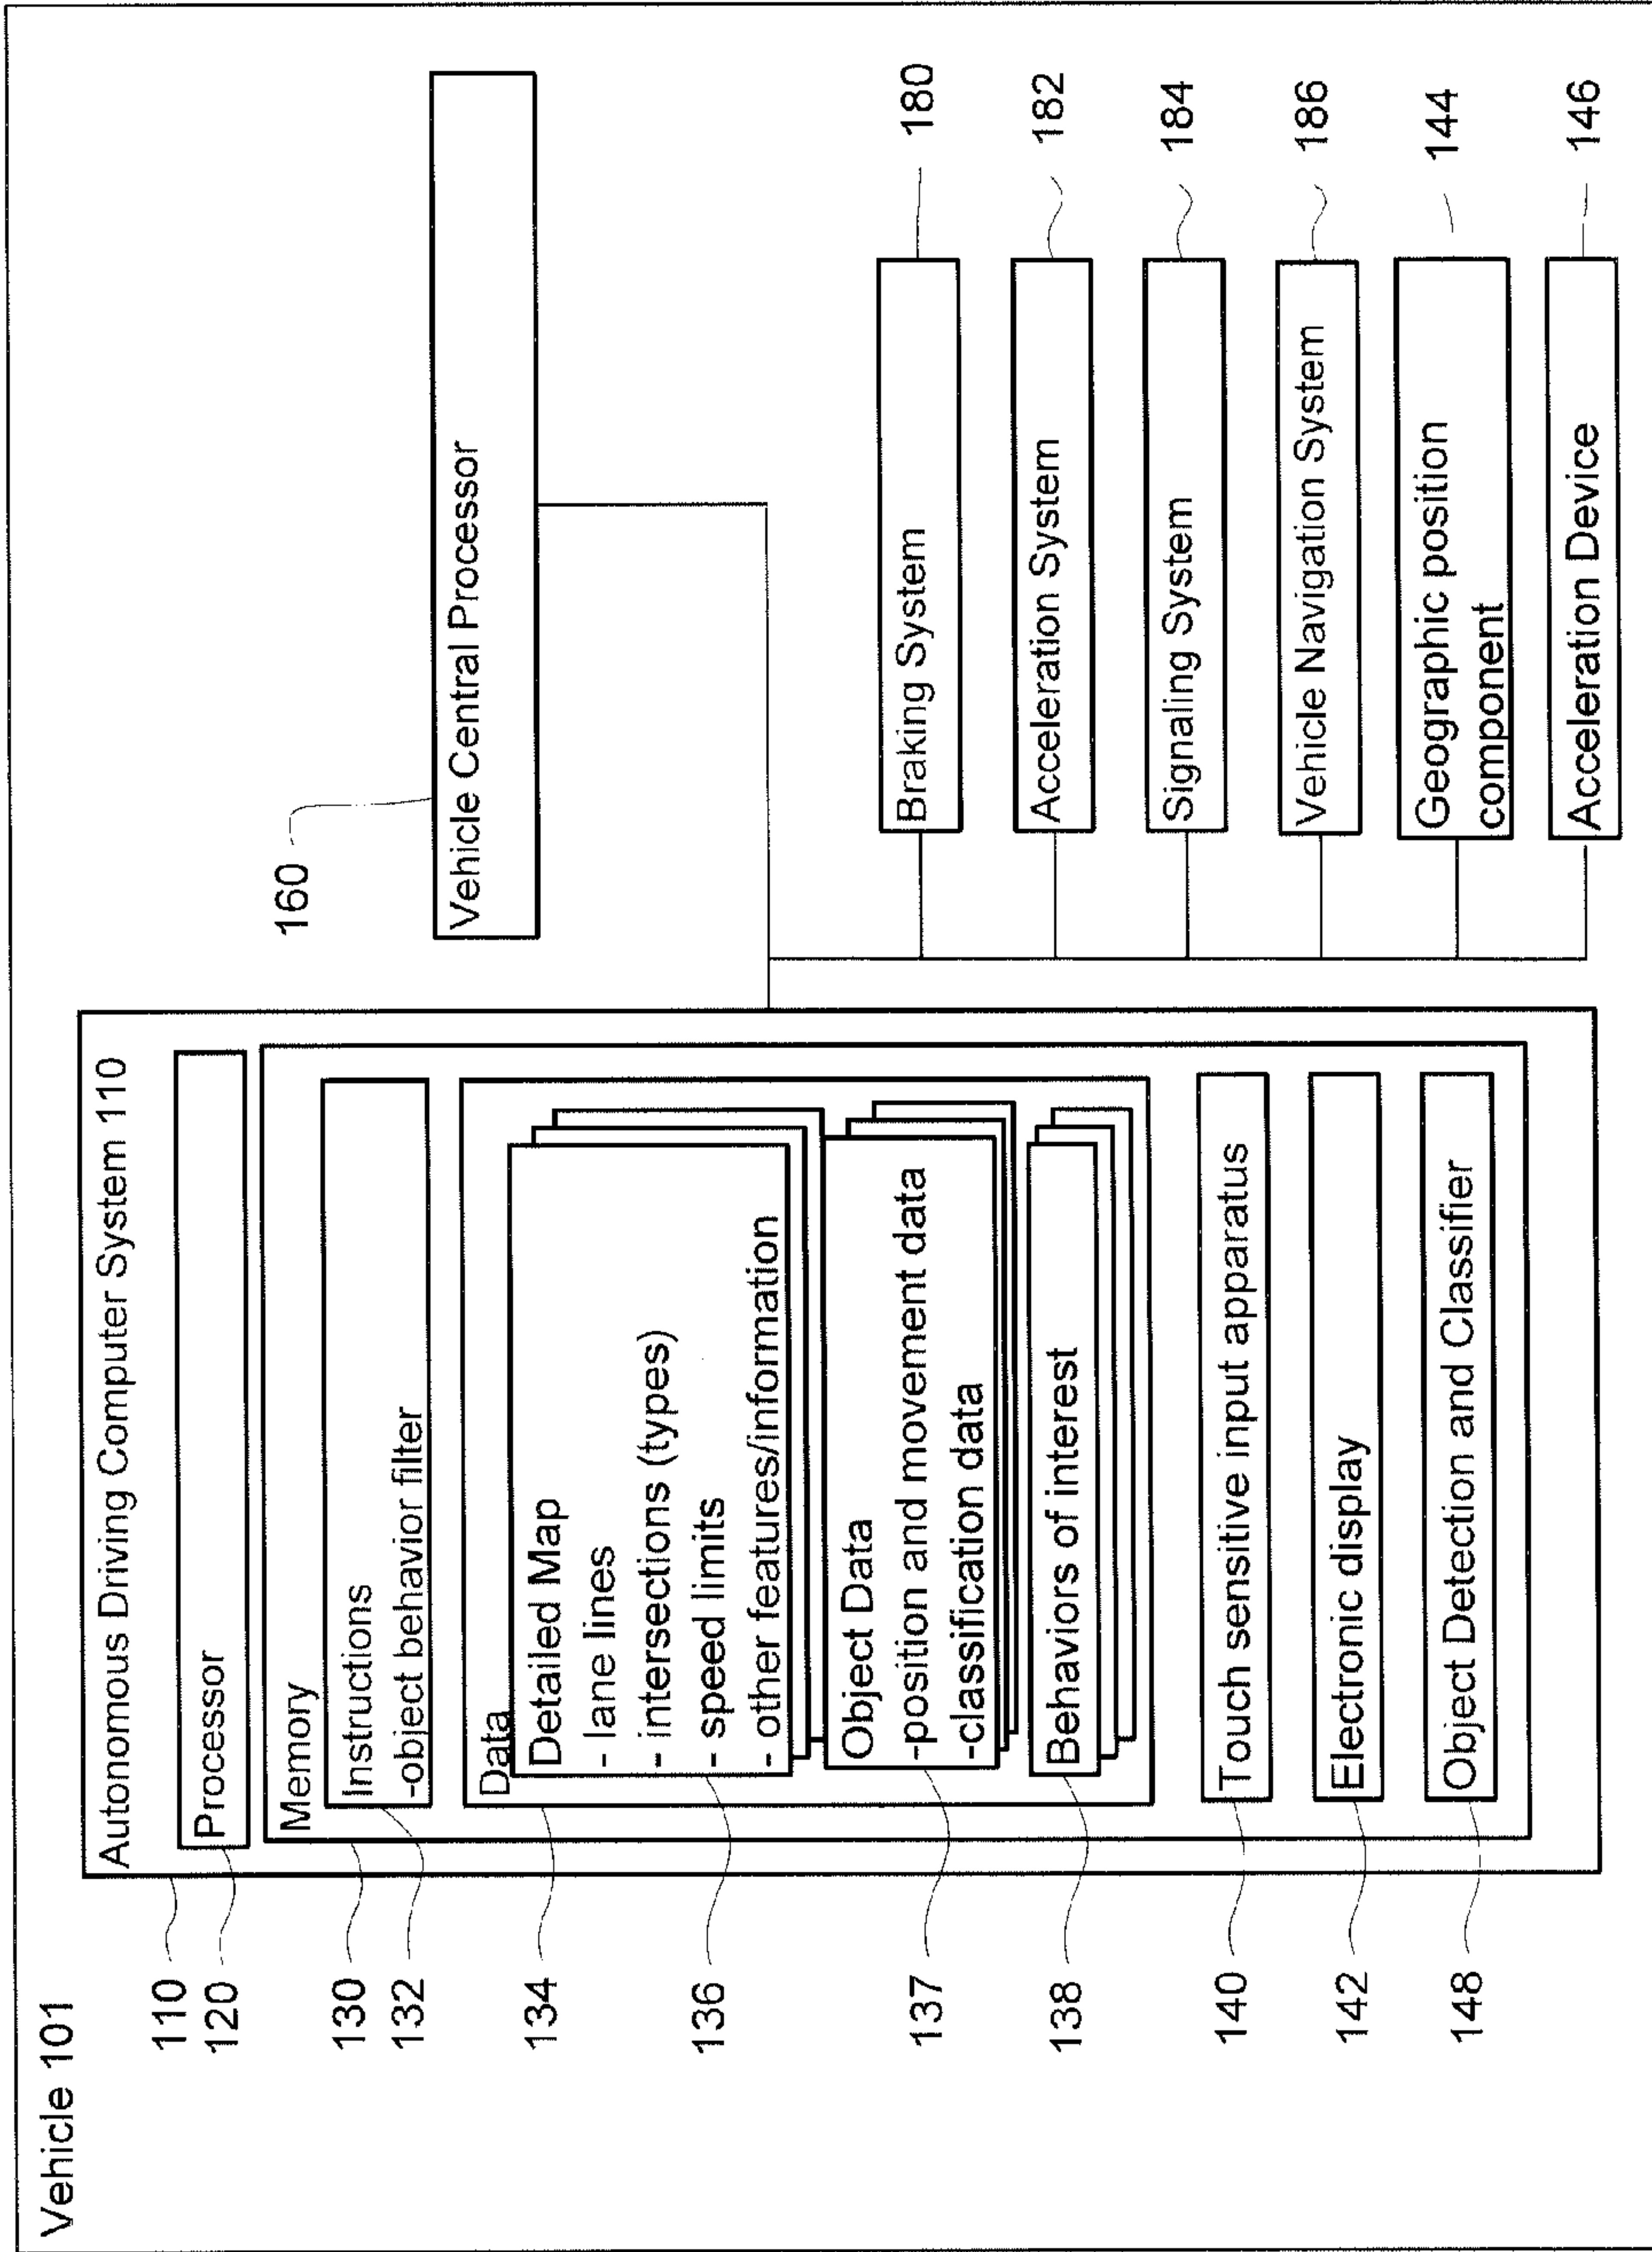 Vehicle 101
Autonomous Driving Computer System 110
110
Processor
120
Memory
130
Instructions
-object behavior filter
132
Data
134
Detailed Map
- lane lines
- intersections (types)
- speed limits
- other features/information
136
Object Data
-position and movement data
-classification data
137
Behaviors of interest
138
Touch sensitive input apparatus
140
Electronic display
142
Object Detection and Classifier
148
160
Vehicle Central Processor
Braking System
180
Acceleration System
182
Signaling System
184
Vehicle Navigation System
186
Geographic position
component
144
Acceleration Device
146